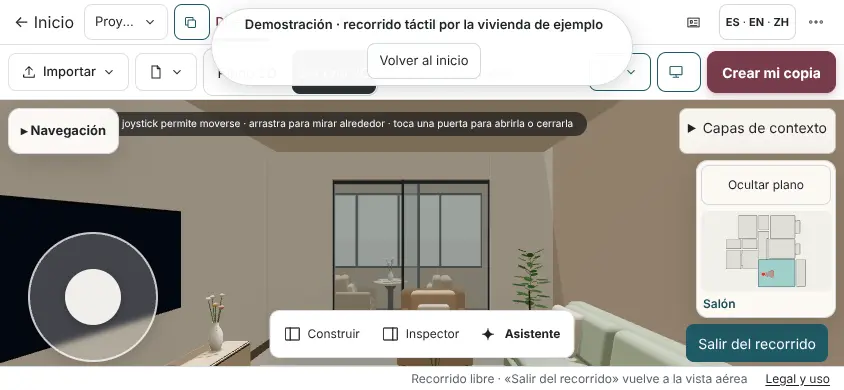 Inicio
Proy...
Demostración · recorrido táctil por la vivienda de ejemplo
Volver al inicio
ES · EN · ZH
Importar
Crear mi copia
▸ Navegación
joystick permite moverse · arrastra para mirar alrededor · toca una puerta para abrirla o cerrarla
▶ Capas de contexto
Ocultar plano
Salón
Construir
Inspector
Asistente
Salir del recorrido
Recorrido libre · «Salir del recorrido» vuelve a la vista aérea
Legal y uso